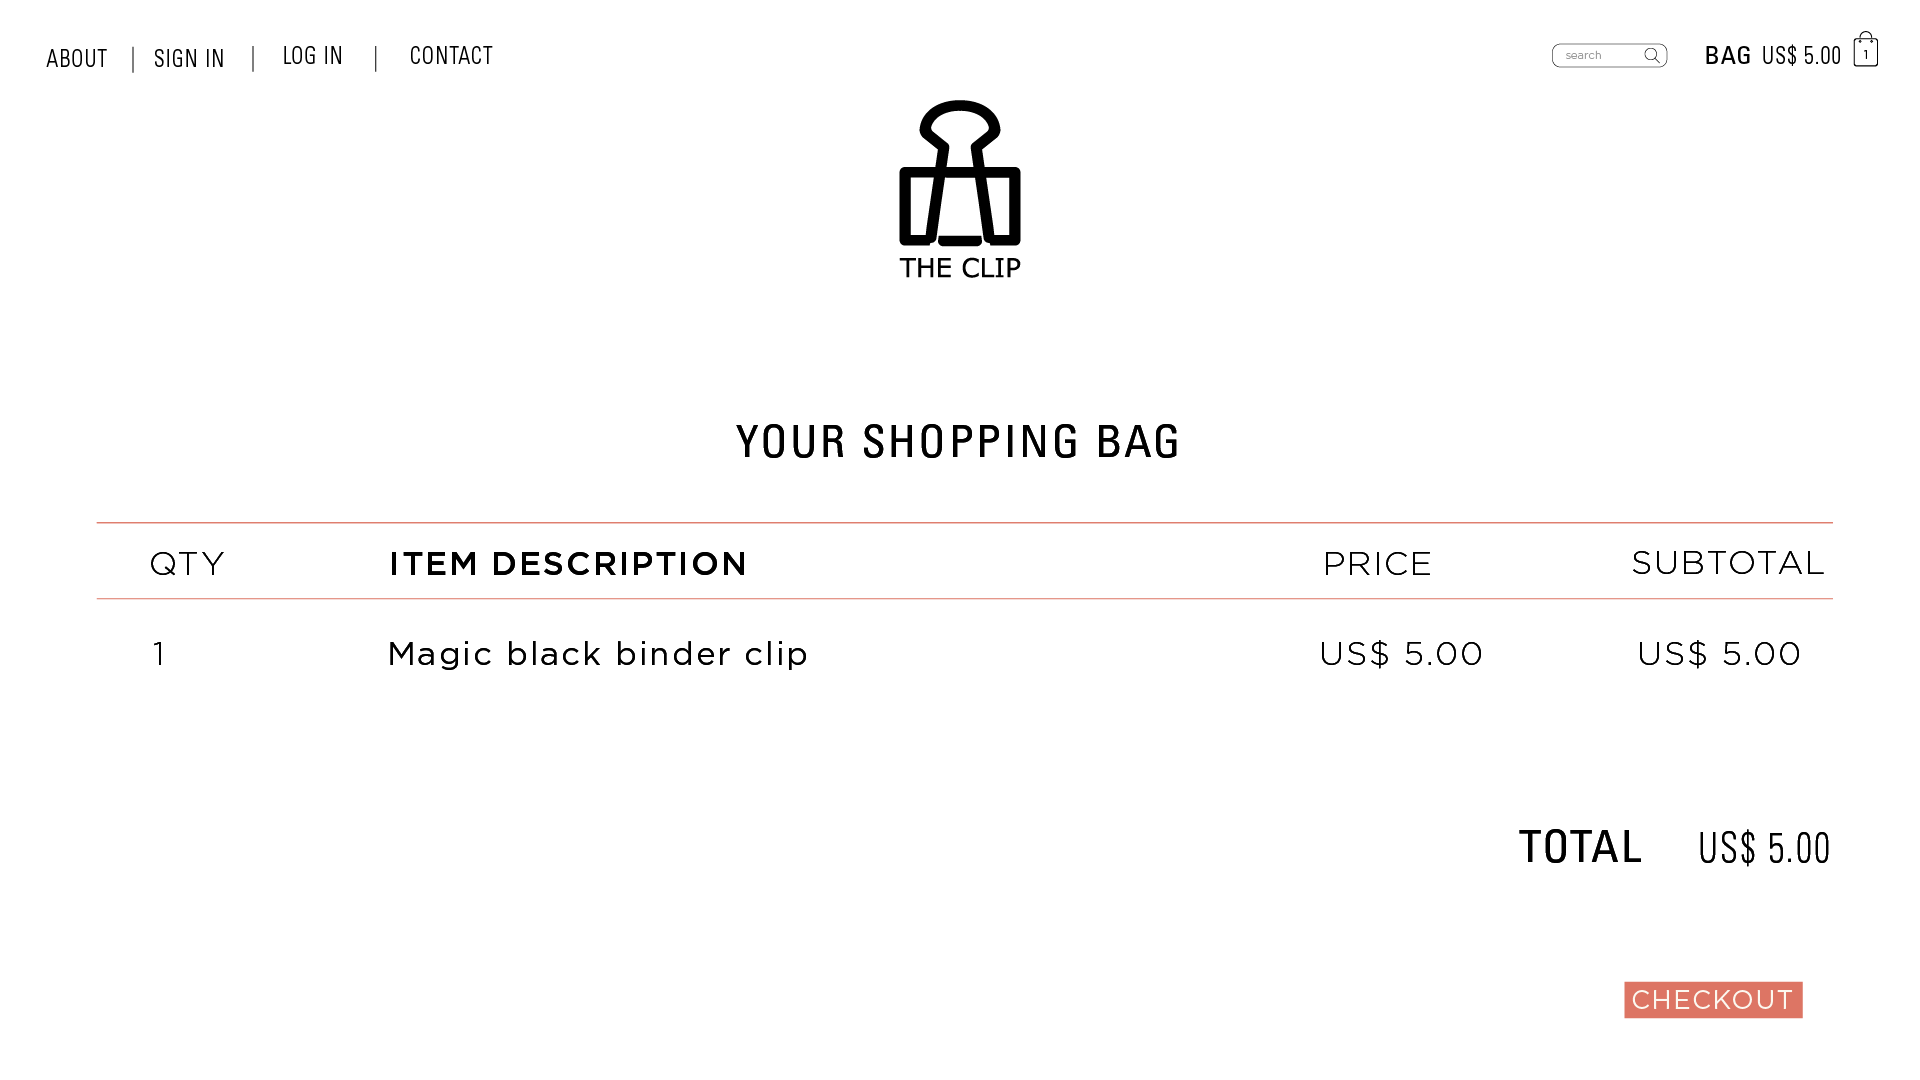 ABOUT | SIGN IN | LOG IN | CONTACT
search
BAG US$ 5.00 1
THE CLIP
YOUR SHOPPING BAG
QTY ITEM DESCRIPTION PRICE SUBTOTAL
1 Magic black binder clip US$ 5.00 US$ 5.00
TOTAL US$ 5.00
CHECKOUT